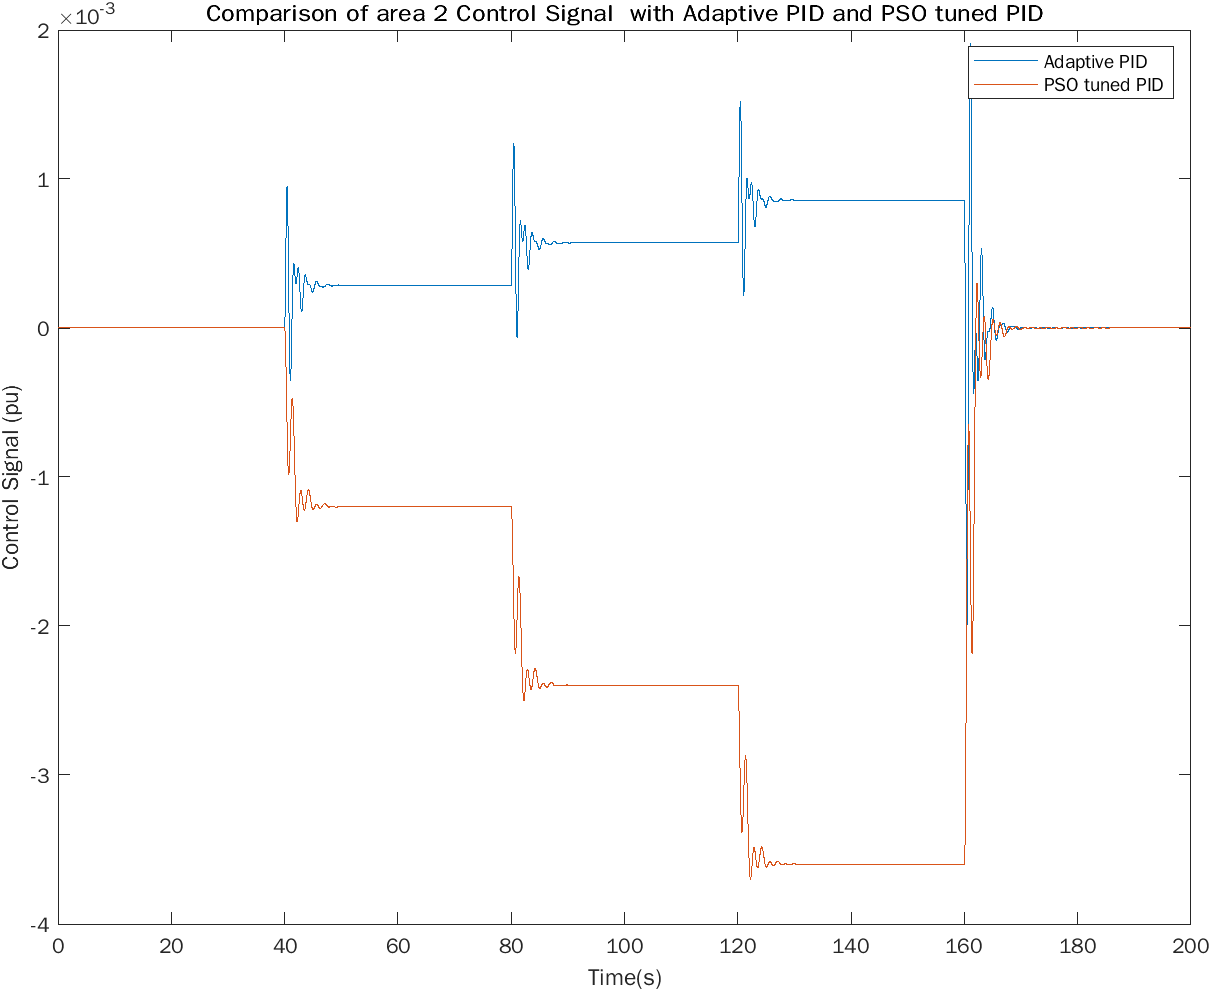 Comparison of area 2 Control Signal  with Adaptive PID and PSO tuned PID
×10⁻³
2
1
0
-1
-2
-3
-4
Control Signal (pu)
Adaptive PID
PSO tuned PID
0 20 40 60 80 100 120 140 160 180 200
Time(s)